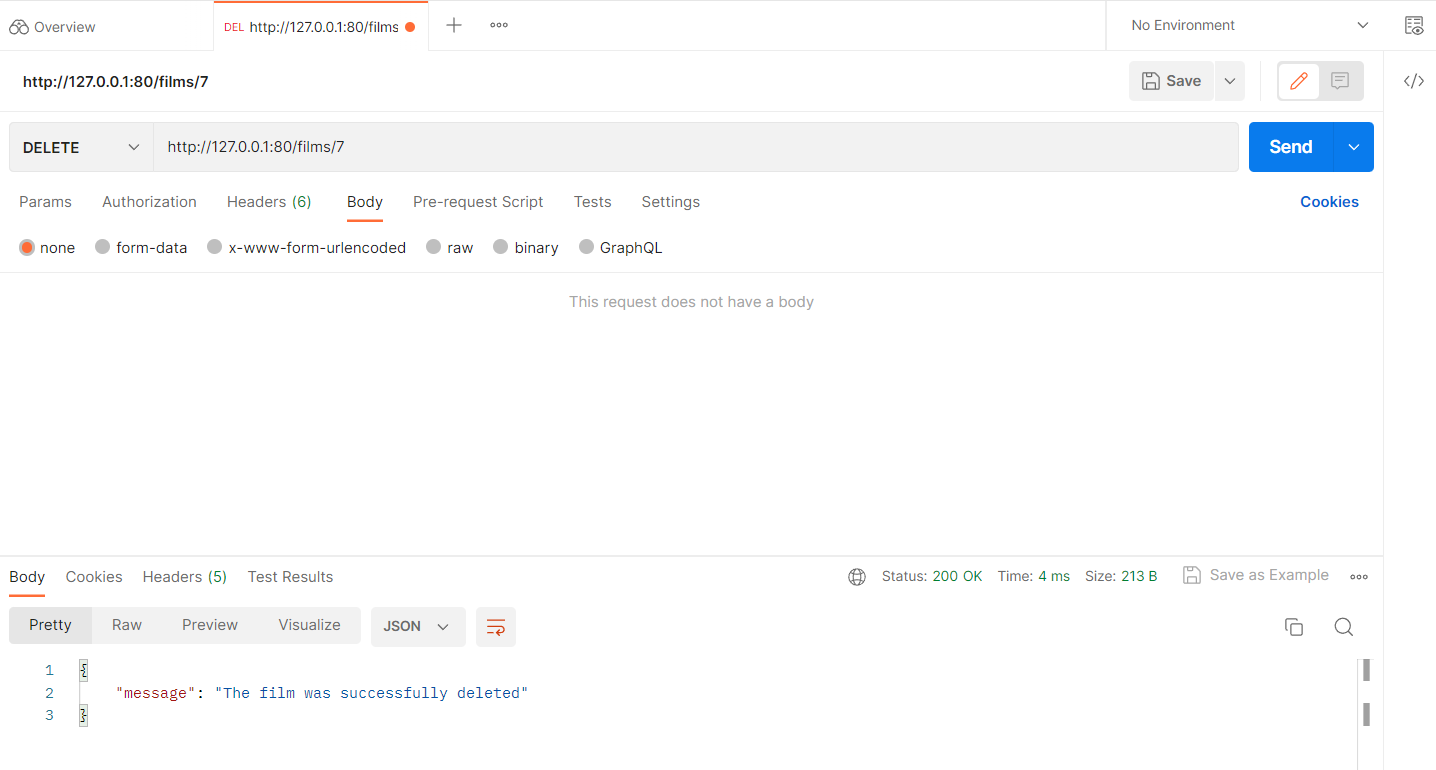 Overview DEL http://127.0.0.1:80/films No Environment
http://127.0.0.1:80/films/7 Save
DELETE http://127.0.0.1:80/films/7 Send
Params Authorization Headers (6) Body Pre-request Script Tests Settings Cookies
none form-data x-www-form-urlencoded raw binary GraphQL
This request does not have a body
Body Cookies Headers (5) Test Results Status: 200 OK Time: 4 ms Size: 213 B Save as Example
Pretty Raw Preview Visualize JSON
1 {
2 "message": "The film was successfully deleted"
3 }